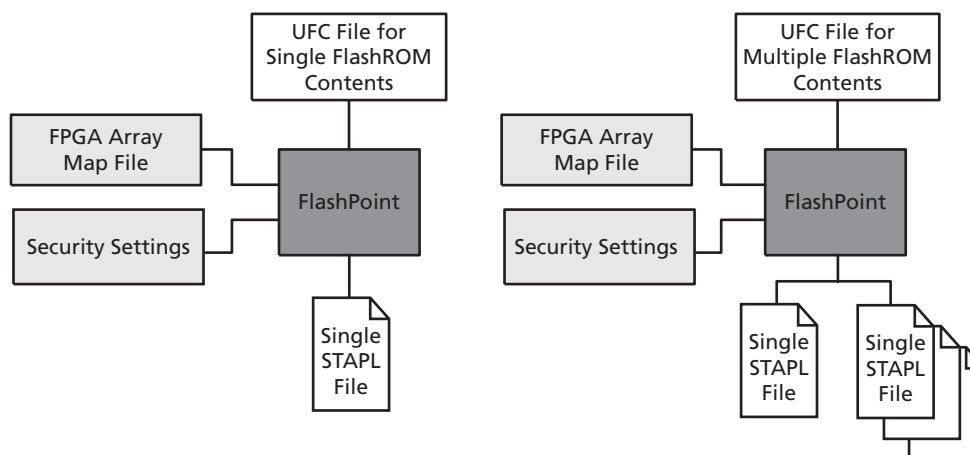 UFC File for
Single FlashROM
Contents
FPGA Array
Map File
FlashPoint
Security Settings
Single
STAPL
File
UFC File for
Multiple FlashROM
Contents
FPGA Array
Map File
FlashPoint
Security Settings
Single
STAPL
File
Single
STAPL
File